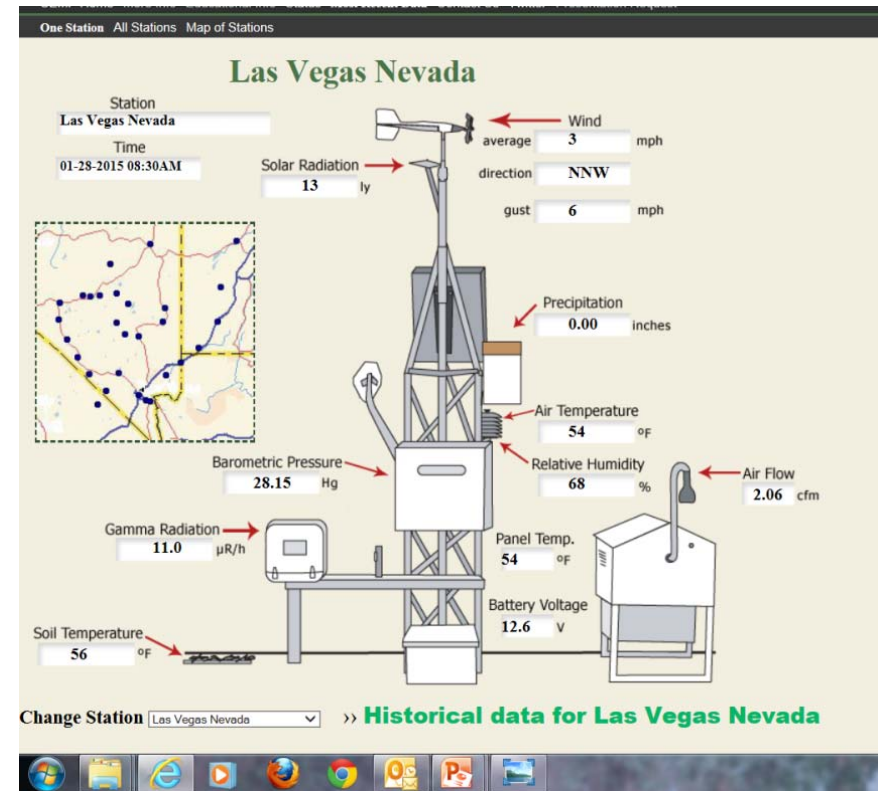 One Station All Stations Map of Stations
Las Vegas Nevada
Station
Las Vegas Nevada
Time
01-28-2015 08:30AM
Wind
average 3 mph
direction NNW
gust 6 mph
Solar Radiation
13 ly
Precipitation
0.00 inches
Air Temperature
54 ºF
Relative Humidity
68 %
Barometric Pressure
28.15 Hg
Air Flow
2.06 cfm
Gamma Radiation
11.0 µR/h
Panel Temp.
54 ºF
Battery Voltage
12.6 V
Soil Temperature
56 ºF
Change Station Las Vegas Nevada ›› Historical data for Las Vegas Nevada